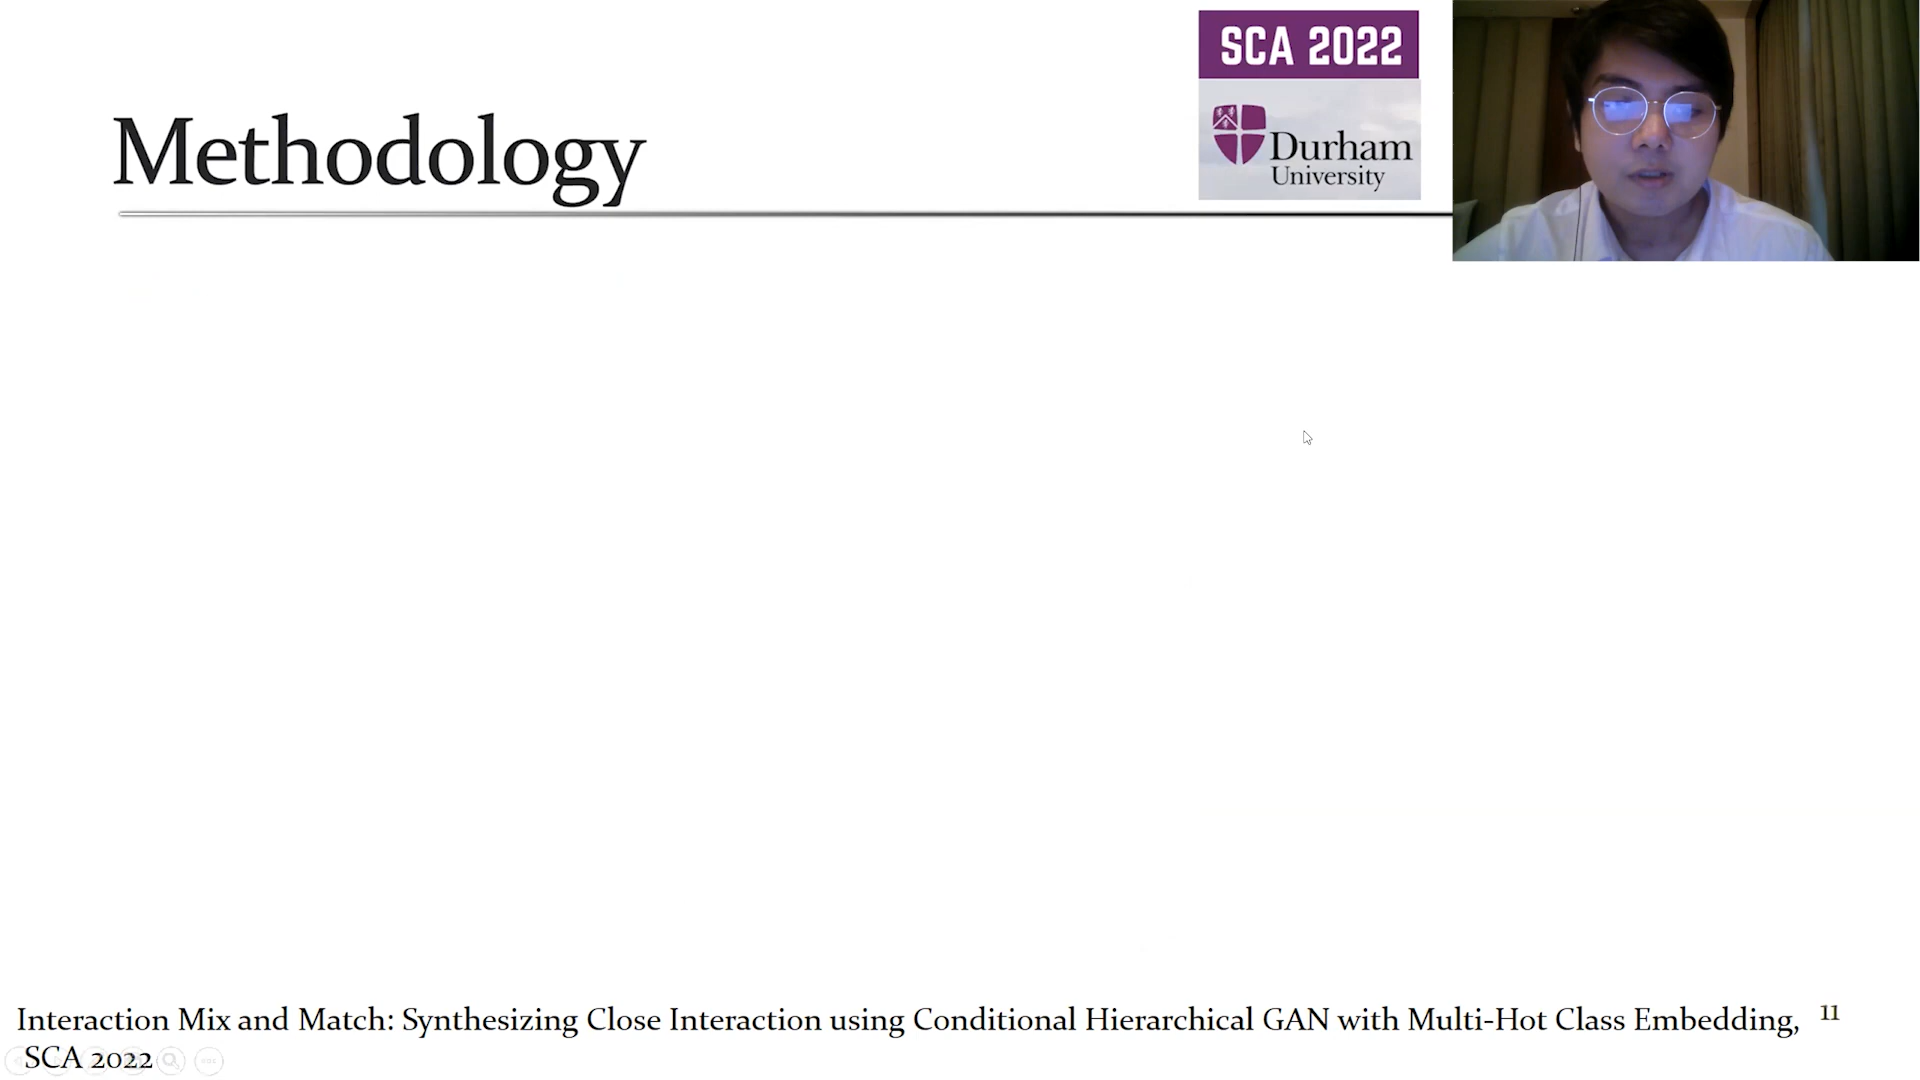 SCA 2022
Methodology
Durham
University
Interaction Mix and Match: Synthesizing Close Interaction using Conditional Hierarchical GAN with Multi-Hot Class Embedding,
SCA 2022
11